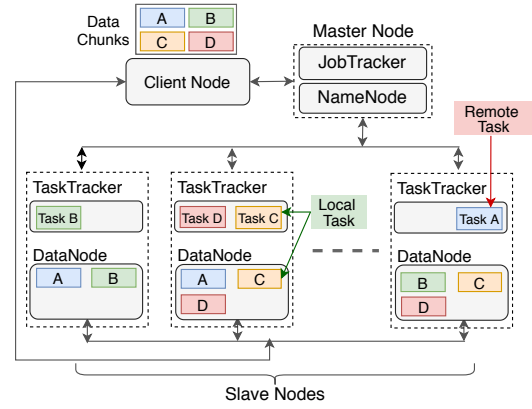 Data
Chunks
A
B
C
D
Client Node
Master Node
JobTracker
NameNode
Remote
Task
TaskTracker
Task B
DataNode
A
B
TaskTracker
Task D
Task C
DataNode
A
C
D
Local
Task
TaskTracker
Task A
DataNode
B
C
D
Slave Nodes